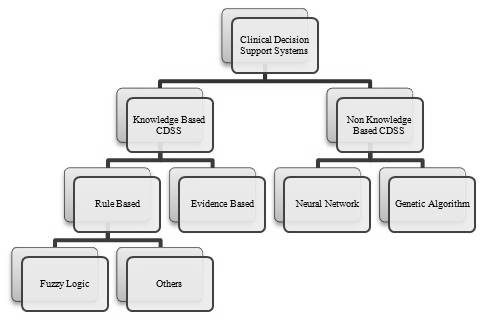 Clinical Decision
Support Systems
Knowledge Based
CDSS
Non Knowledge
Based CDSS
Rule Based
Evidence Based
Neural Network
Genetic Algorithm
Fuzzy Logic
Others